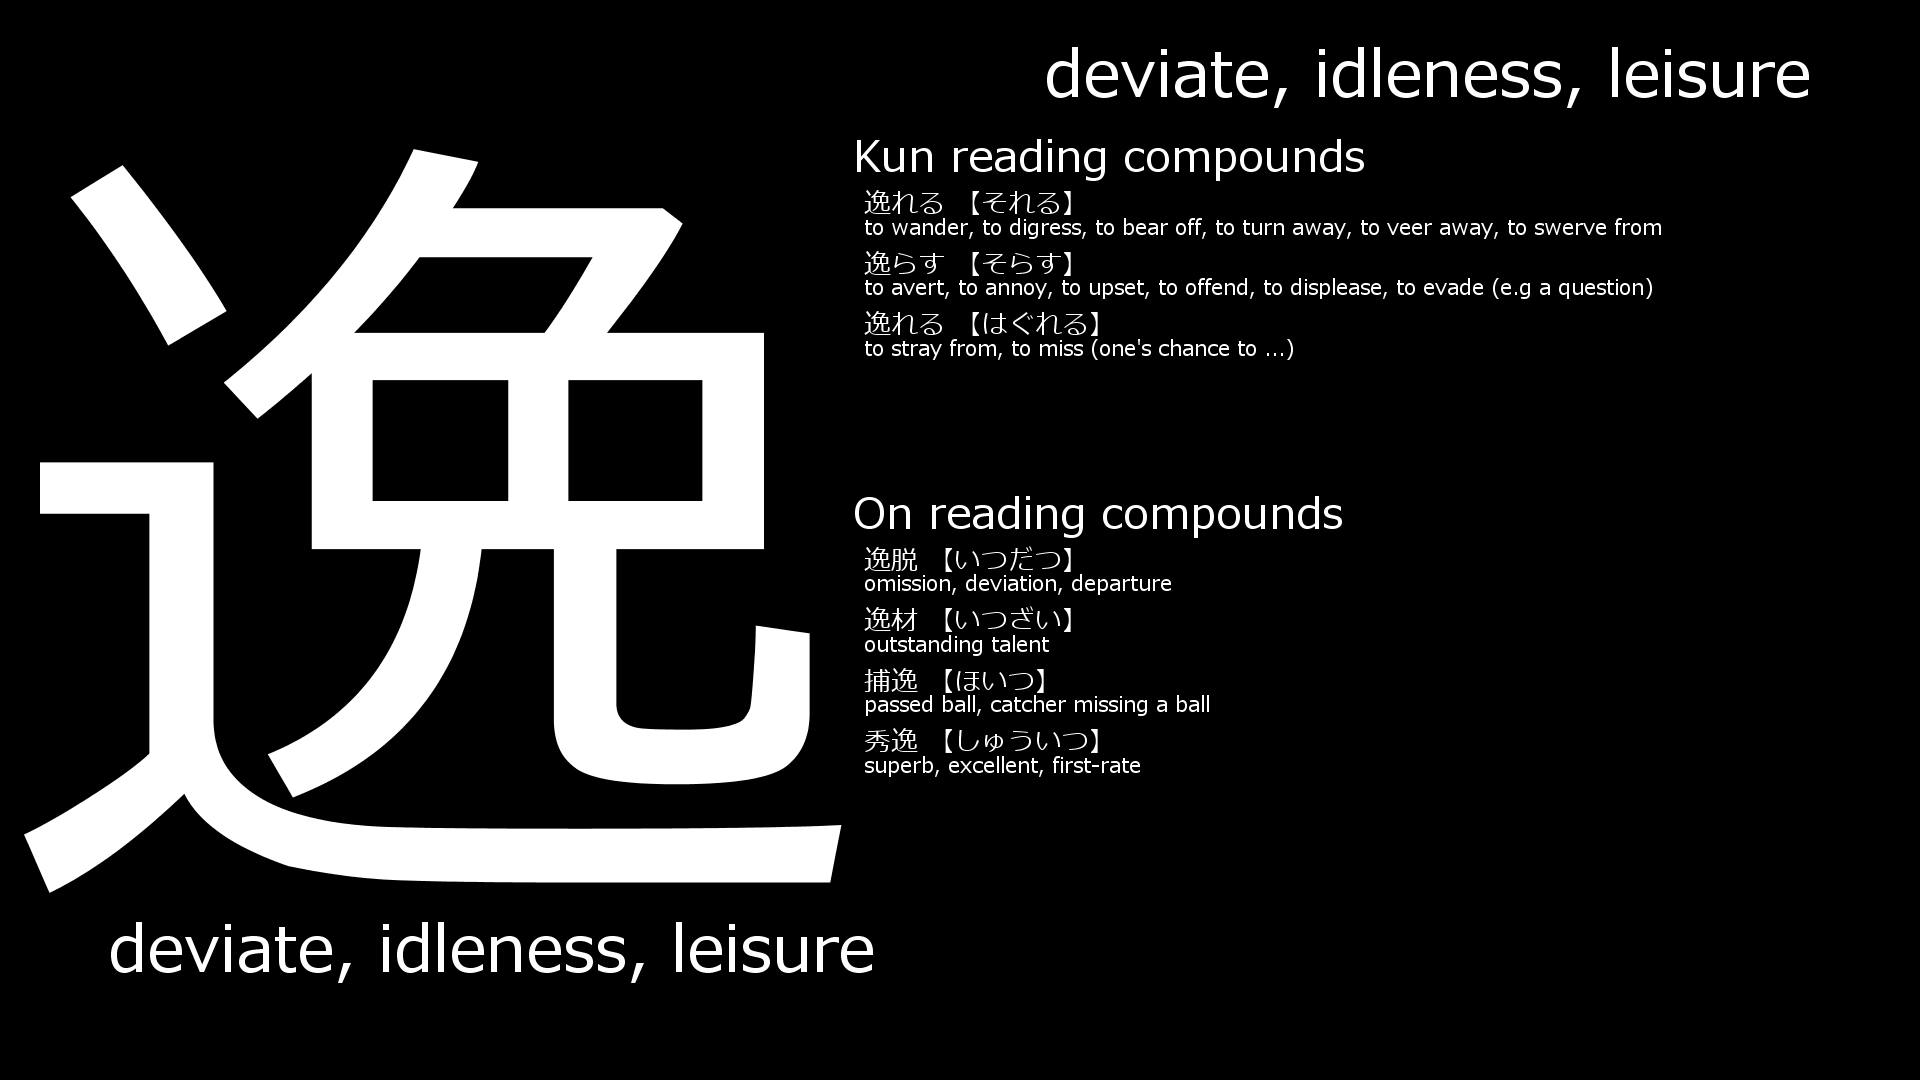 逸
deviate, idleness, leisure
deviate, idleness, leisure
Kun reading compounds
逸れる 【それる】
to wander, to digress, to bear off, to turn away, to veer away, to swerve from
逸らす 【そらす】
to avert, to annoy, to upset, to offend, to displease, to evade (e.g a question)
逸れる 【はぐれる】
to stray from, to miss (one's chance to ...)
On reading compounds
逸脱 【いつだつ】
omission, deviation, departure
逸材 【いつざい】
outstanding talent
捕逸 【ほいつ】
passed ball, catcher missing a ball
秀逸 【しゅういつ】
superb, excellent, first-rate